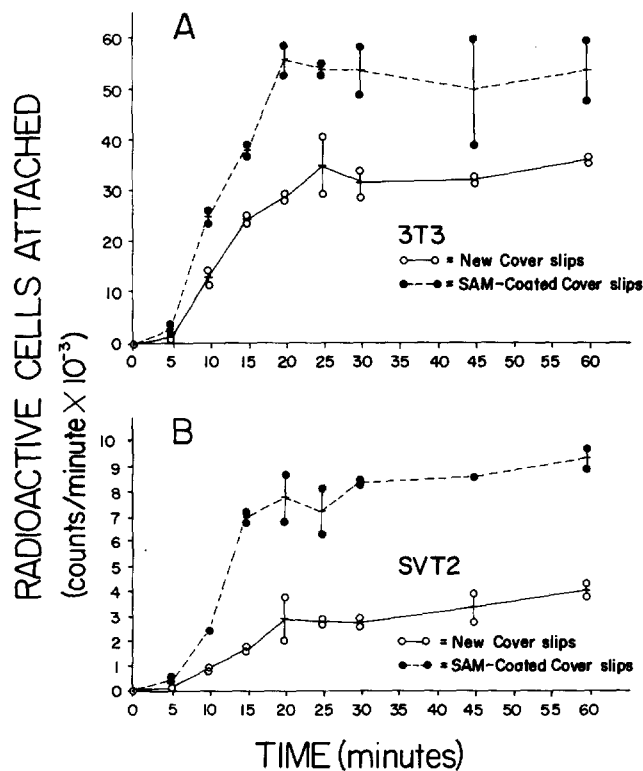 RADIOACTIVE CELLS ATTACHED
(counts/minute X 10⁻³)
A
60
50
40
30
20
10
0
3T3
= New Cover slips
= SAM-Coated Cover slips
0 5 10 15 20 25 30 35 40 45 50 55 60
B
10
9
8
7
6
5
4
3
2
1
0
SVT2
= New Cover slips
= SAM-Coated Cover slips
0 5 10 15 20 25 30 35 40 45 50 55 60
TIME (minutes)